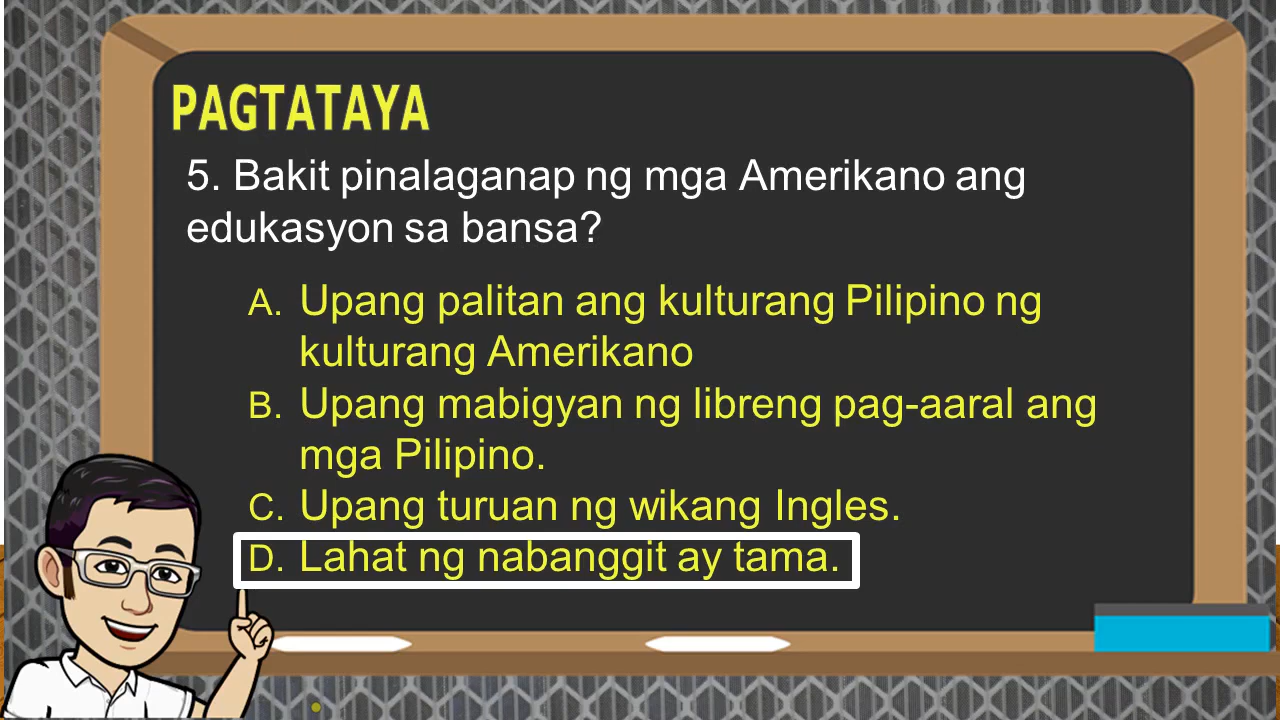 PAGTATAYA
5. Bakit pinalaganap ng mga Amerikano ang
edukasyon sa bansa?
A. Upang palitan ang kulturang Pilipino ng
kulturang Amerikano
B. Upang mabigyan ng libreng pag-aaral ang
mga Pilipino.
C. Upang turuan ng wikang Ingles.
D. Lahat ng nabanggit ay tama.